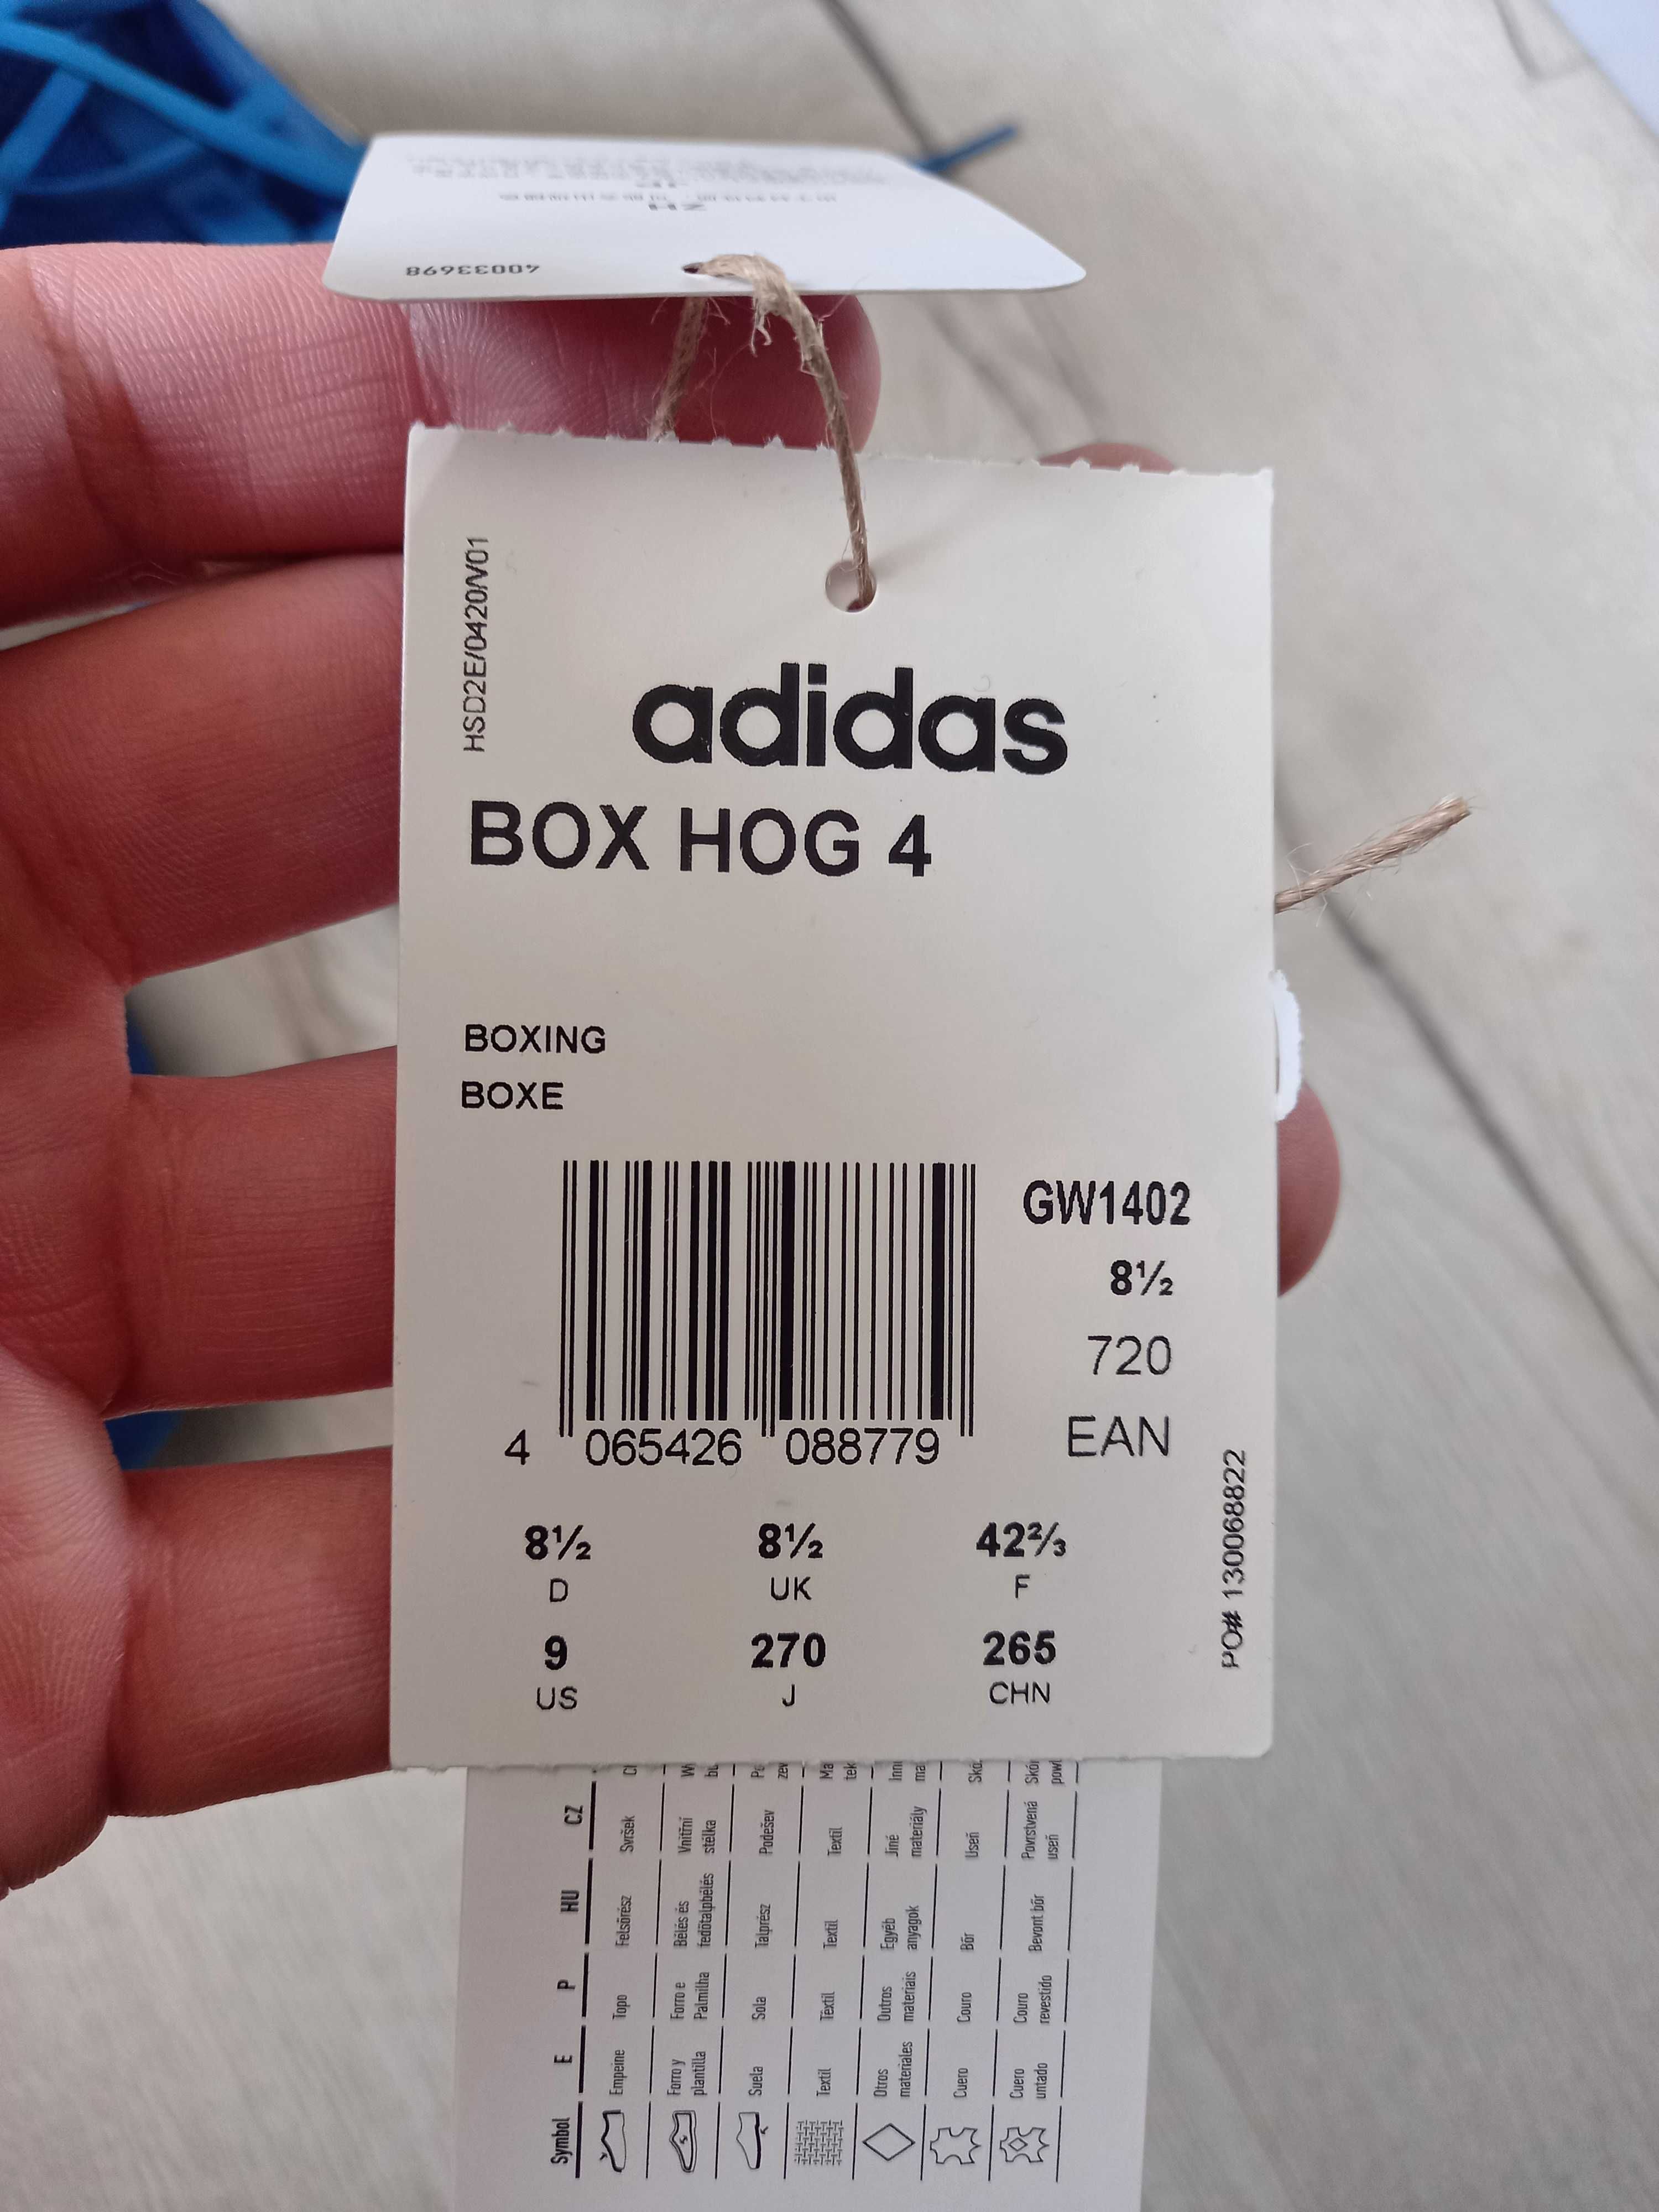 40033698
HSD2E/0420/V01
adidas
BOX HOG 4
BOXING
BOXE
GW1402
8½
720
EAN
4 065426 088779
8½ 8½ 42⅔
D UK F
9 270 265
US J CHN
PO# 130068822
Symbol E P HU CZ
Empeine Topo Felsőrész Svršek
Forro y plantilla Forro e Palmilha Bélés és fedőtalpbélés Vnitřní stélka
Suela Sola Talprész Podešev
Textil Têxtil Textil Textil
Otros materiales Outros materiais Egyéb anyagok Jiné materiály
Cuero Couro Bőr Useň
Cuero untado Couro revestido Bevont bőr Povrstvená useň